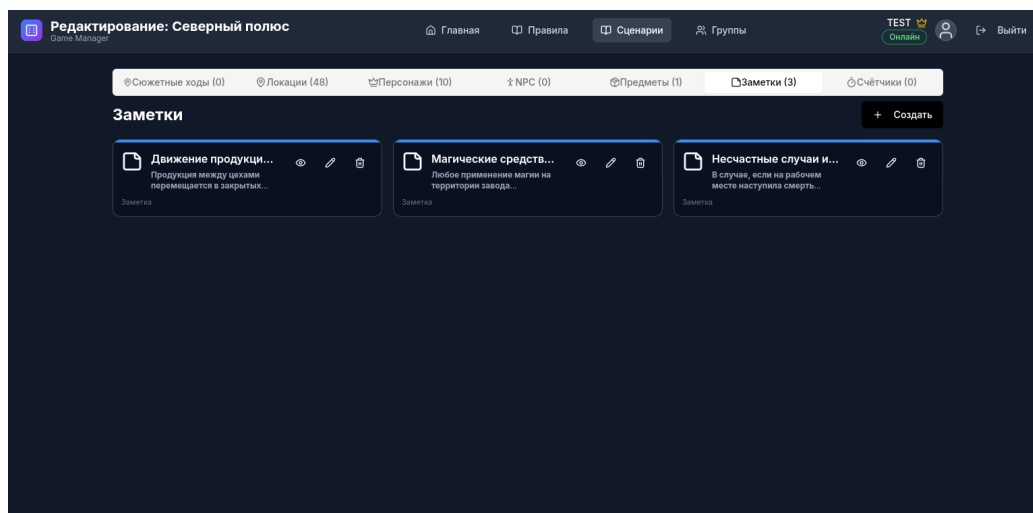 Редактирование: Северный полюс
Game Manager
Главная
Правила
Сценарии
Группы
TEST
Онлайн
Выйти
Сюжетные ходы (0)
Локации (48)
Персонажи (10)
NPC (0)
Предметы (1)
Заметки (3)
Счётчики (0)
Заметки
+ Создать
Движение продукци...
Продукция между цехами
перемещается в закрытых...
Заметка
Магические средств...
Любое применение магии на
территории завода...
Заметка
Несчастные случаи и...
В случае, если на рабочем
месте наступила смерть...
Заметка